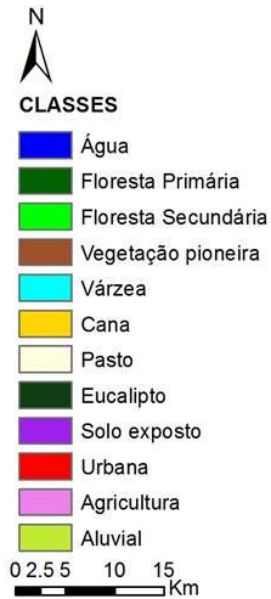 N
CLASSES
Água
Floresta Primária
Floresta Secundária
Vegetação pioneira
Várzea
Cana
Pasto
Eucalipto
Solo exposto
Urbana
Agricultura
Aluvial
0 2.5 5 10 15
Km